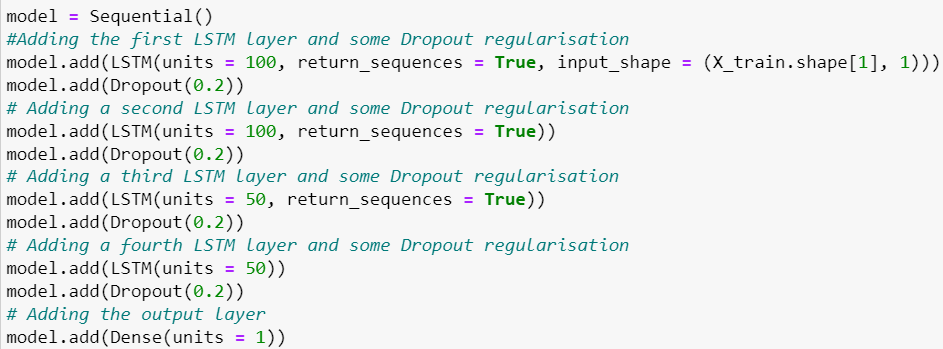 model = Sequential()
#Adding the first LSTM layer and some Dropout regularisation
model.add(LSTM(units = 100, return_sequences = True, input_shape = (X_train.shape[1], 1)))
model.add(Dropout(0.2))
# Adding a second LSTM layer and some Dropout regularisation
model.add(LSTM(units = 100, return_sequences = True))
model.add(Dropout(0.2))
# Adding a third LSTM layer and some Dropout regularisation
model.add(LSTM(units = 50, return_sequences = True))
model.add(Dropout(0.2))
# Adding a fourth LSTM layer and some Dropout regularisation
model.add(LSTM(units = 50))
model.add(Dropout(0.2))
# Adding the output layer
model.add(Dense(units = 1))